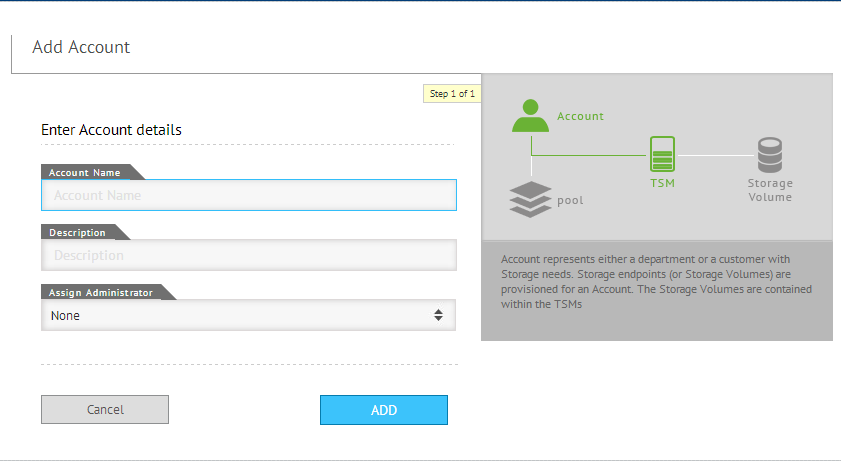 Add Account
Step 1 of 1
Enter Account details
Account Name
Account Name
Description
Description
Assign Administrator
None
Cancel
ADD
Account
TSM
Storage
Volume
pool
Account represents either a department or a customer with
Storage needs. Storage endpoints (or Storage Volumes) are
provisioned for an Account. The Storage Volumes are contained
within the TSMs